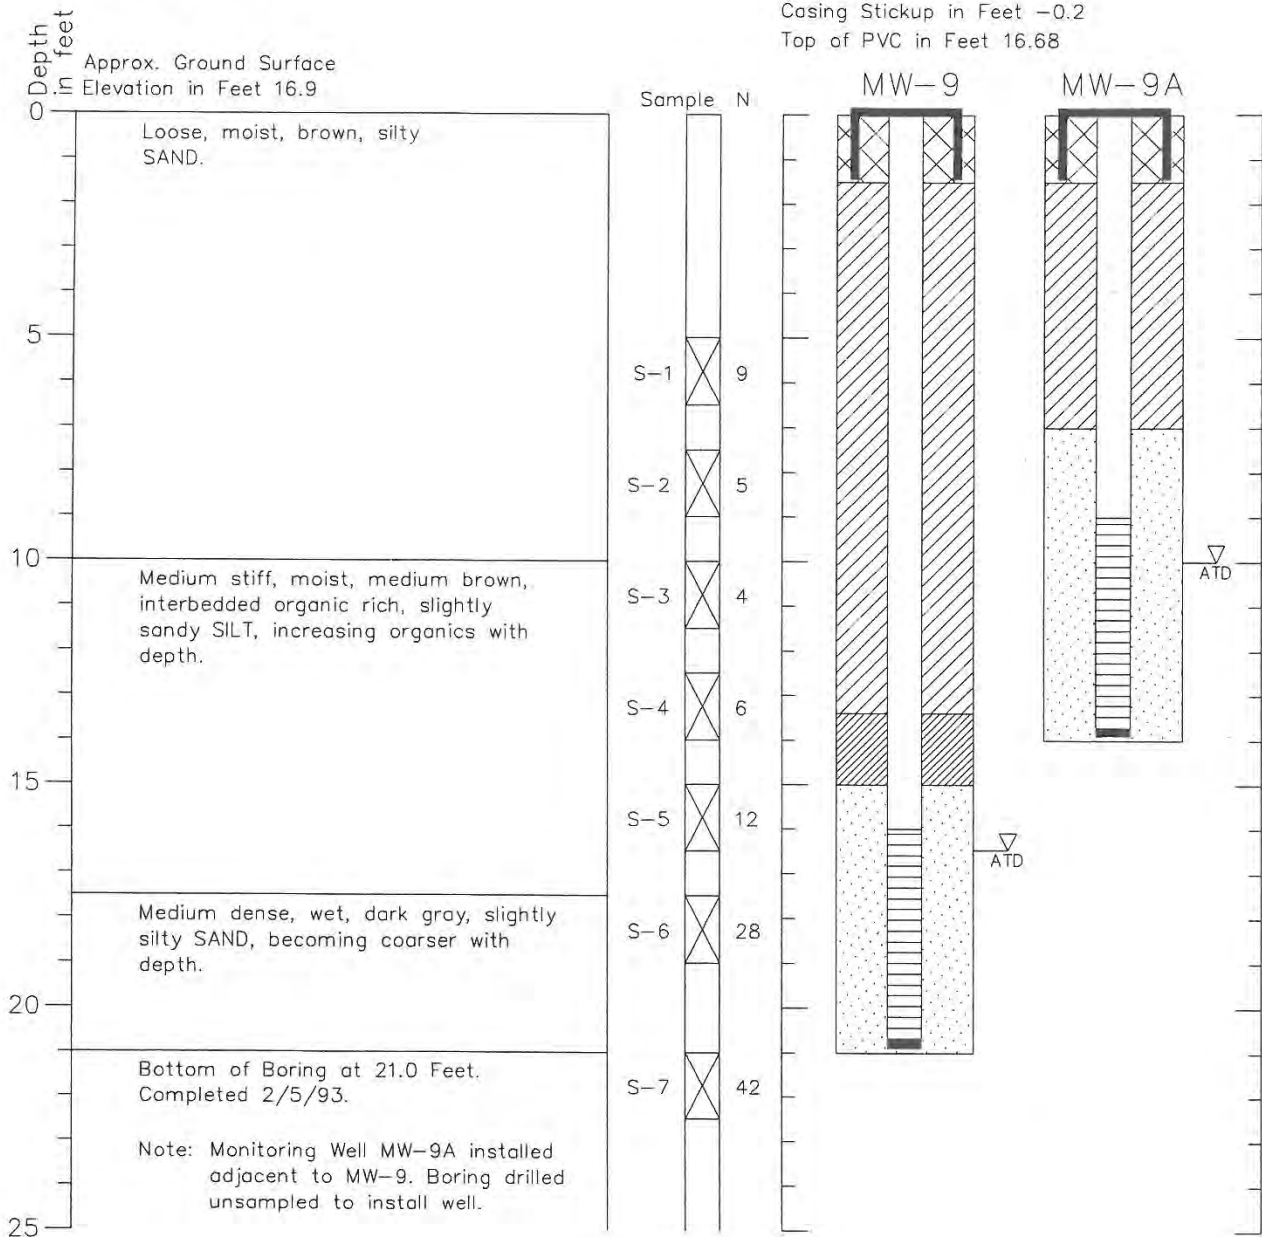 Casing Stickup in Feet -0.2
Top of PVC in Feet 16.68
Depth
in feet
Approx. Ground Surface
Elevation in Feet 16.9
Sample N
MW-9
MW-9A
0
Loose, moist, brown, silty
SAND.
5
S-1 9
S-2 5
10
Medium stiff, moist, medium brown,
interbedded organic rich, slightly
sandy SILT, increasing organics with
depth.
ATD
S-3 4
S-4 6
15
S-5 12
ATD
Medium dense, wet, dark gray, slightly
silty SAND, becoming coarser with
depth.
S-6 28
20
Bottom of Boring at 21.0 Feet.
Completed 2/5/93.
S-7 42
Note: Monitoring Well MW-9A installed
adjacent to MW-9. Boring drilled
unsampled to install well.
25